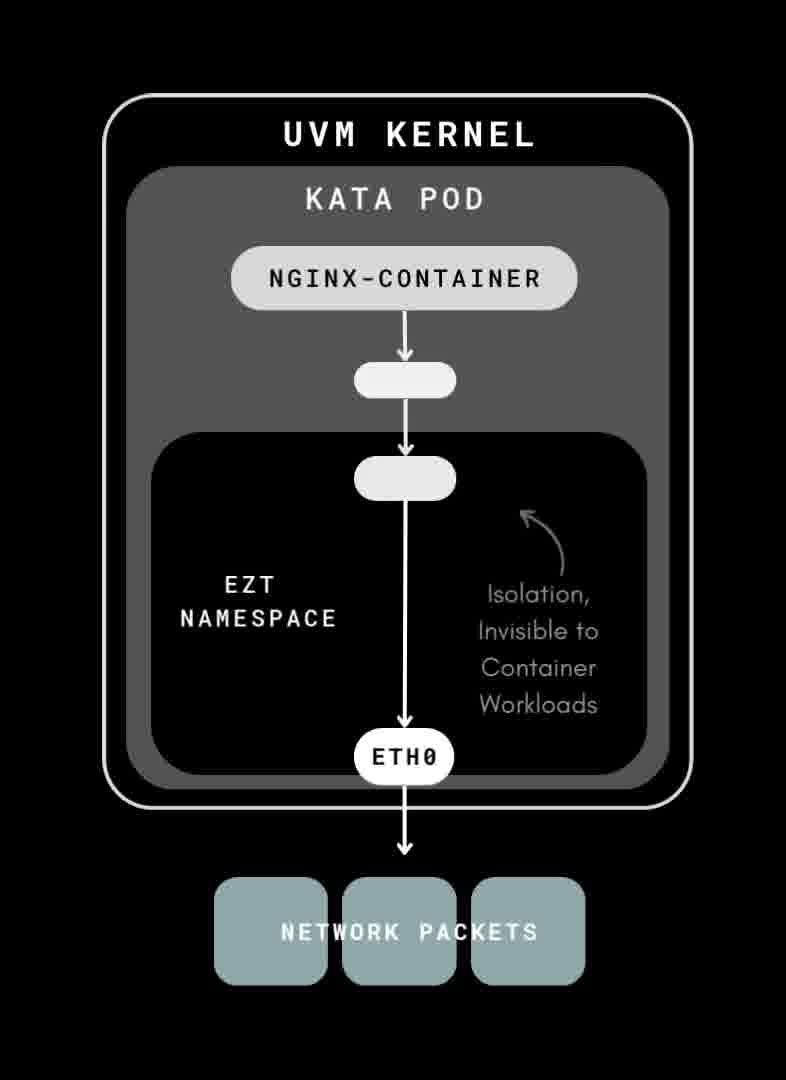 UVM KERNEL
KATA POD
NGINX-CONTAINER
EZT
NAMESPACE
Isolation,
Invisible to
Container
Workloads
ETH0
NETWORK PACKETS